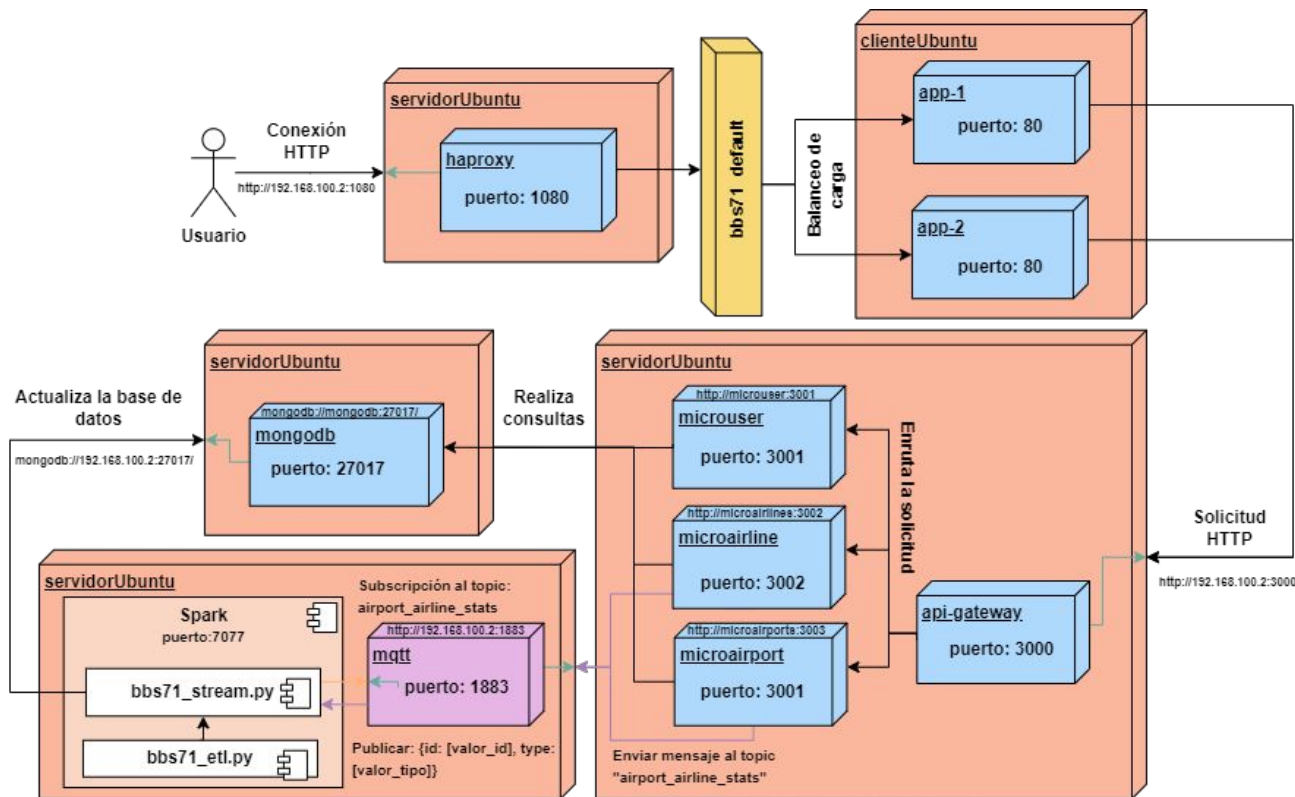 clienteUbuntu
app-1
puerto: 80
app-2
puerto: 80
servidorUbuntu
haproxy
puerto: 1080
Conexión
HTTP
http://192.168.100.2:1080
Usuario
bbs71_default
Balanceo de
carga
servidorUbuntu
mongodb://mongodb:27017/
mongodb
puerto: 27017
Actualiza la base de
datos
mongodb://192.168.100.2:27017/
Realiza
consultas
servidorUbuntu
http://microuser:3001
microuser
puerto: 3001
http://microairlines:3002
microairline
puerto: 3002
http://microairports:3003
microairport
puerto: 3001
Enruta la solicitud
api-gateway
puerto: 3000
Solicitud
HTTP
http://192.168.100.2:3000
Enviar mensaje al topic
"airport_airline_stats"
servidorUbuntu
Spark
puerto:7077
bbs71_stream.py
bbs71_etl.py
Subscripción al topic:
airport_airline_stats
http://192.168.100.2:1883
mqtt
puerto: 1883
Publicar: {id: [valor_id], type:
[valor_tipo]}